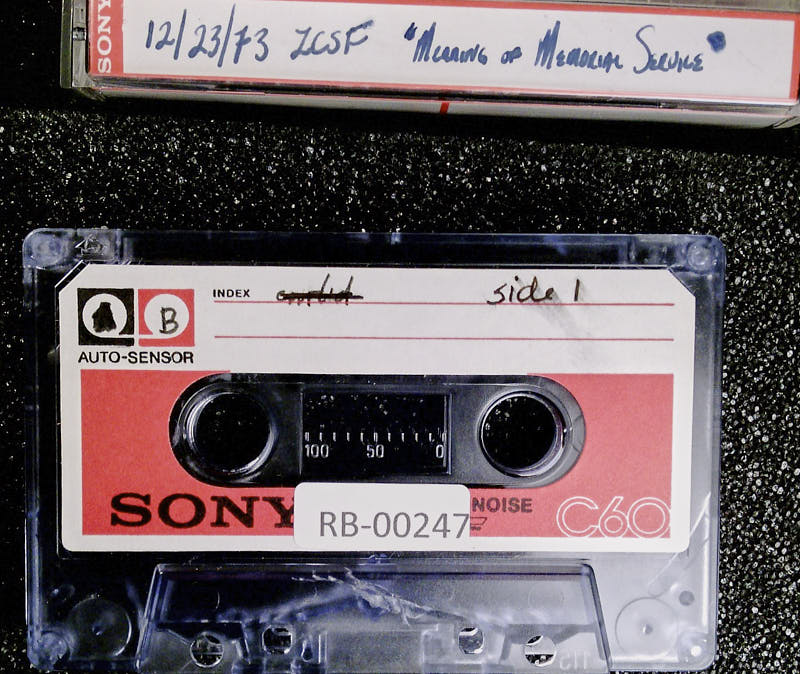 SONY
12/23/73 ZCSF "Meaning of Memorial Service"
INDEX side 1
B
AUTO-SENSOR
100 50 0
SONY NOISE C60
RB-00247